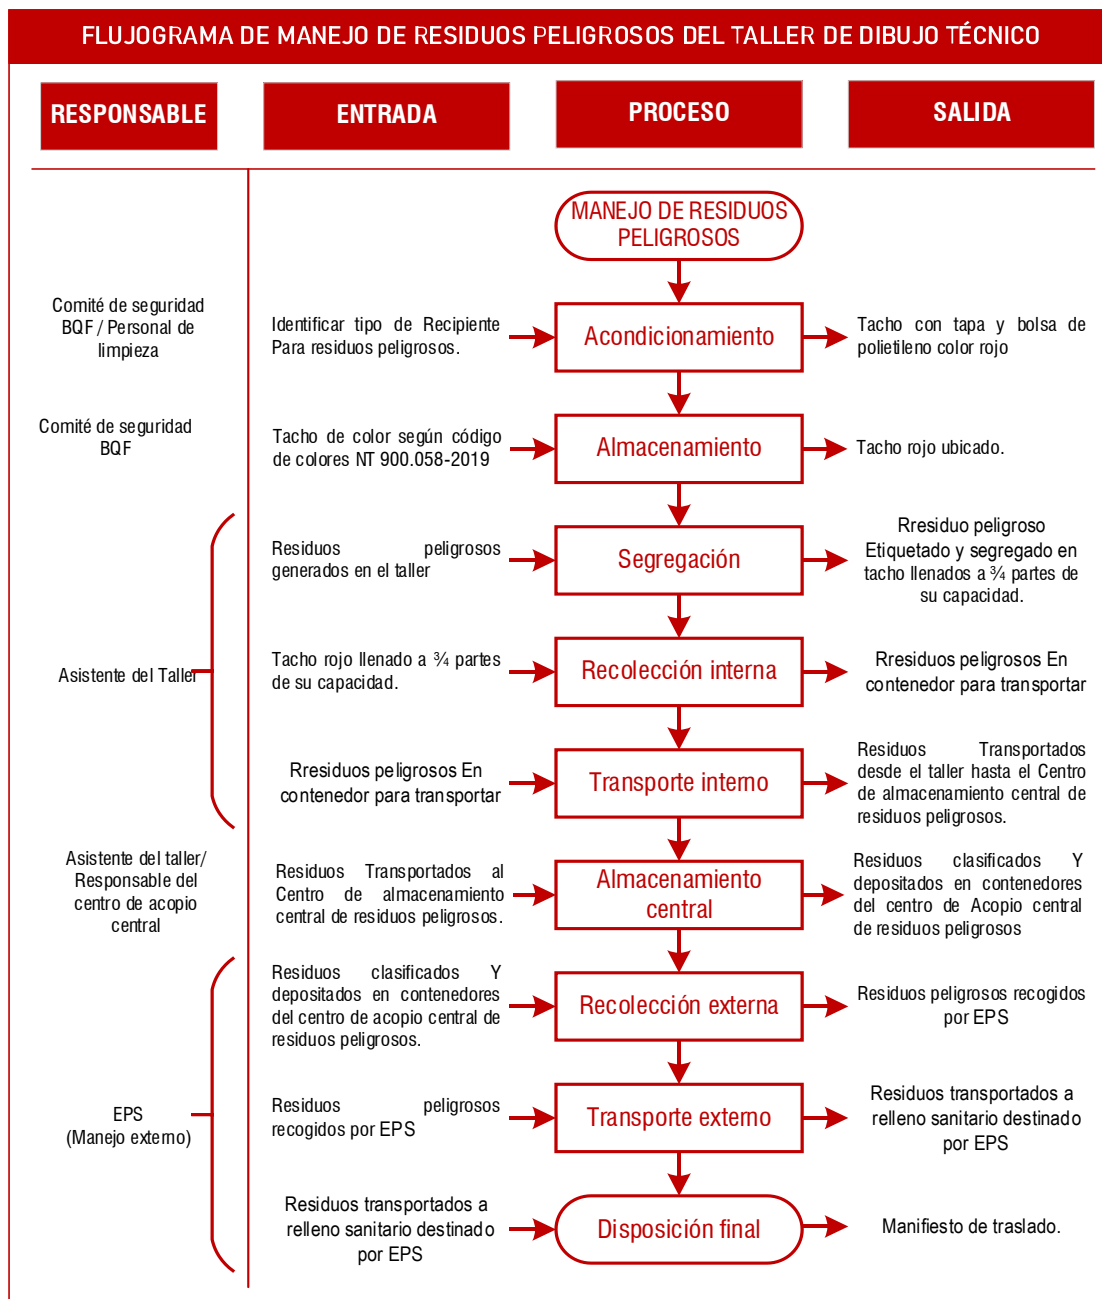 FLUJOGRAMA DE MANEJO DE RESIDUOS PELIGROSOS DEL TALLER DE DIBUJO TÉCNICO
RESPONSABLE
ENTRADA
PROCESO
SALIDA
MANEJO DE RESIDUOS
PELIGROSOS
Comité de seguridad
BQF / Personal de
limpieza
Identificar tipo de Recipiente
Para residuos peligrosos.
Acondicionamiento
Tacho con tapa y bolsa de
polietileno color rojo
Comité de seguridad
BQF
Tacho de color según código
de colores NT 900.058-2019
Almacenamiento
Tacho rojo ubicado.
Residuos peligrosos
generados en el taller
Segregación
Rresiduo peligroso
Etiquetado y segregado en
tacho llenados a ¾ partes de
su capacidad.
Asistente del Taller
Tacho rojo llenado a ¾ partes
de su capacidad.
Recolección interna
Rresiduos peligrosos En
contenedor para transportar
Rresiduos peligrosos En
contenedor para transportar
Transporte interno
Residuos Transportados
desde el taller hasta el Centro
de almacenamiento central de
residuos peligrosos.
Asistente del taller/
Responsable del
centro de acopio
central
Residuos Transportados al
Centro de almacenamiento
central de residuos peligrosos.
Almacenamiento
central
Residuos clasificados Y
depositados en contenedores
del centro de Acopio central
de residuos peligrosos
Residuos clasificados Y
depositados en contenedores
del centro de acopio central de
residuos peligrosos.
Recolección externa
Residuos peligrosos recogidos
por EPS
EPS
(Manejo externo)
Residuos peligrosos
recogidos por EPS
Transporte externo
Residuos transportados a
relleno sanitario destinado
por EPS
Residuos transportados a
relleno sanitario destinado
por EPS
Disposición final
Manifiesto de traslado.